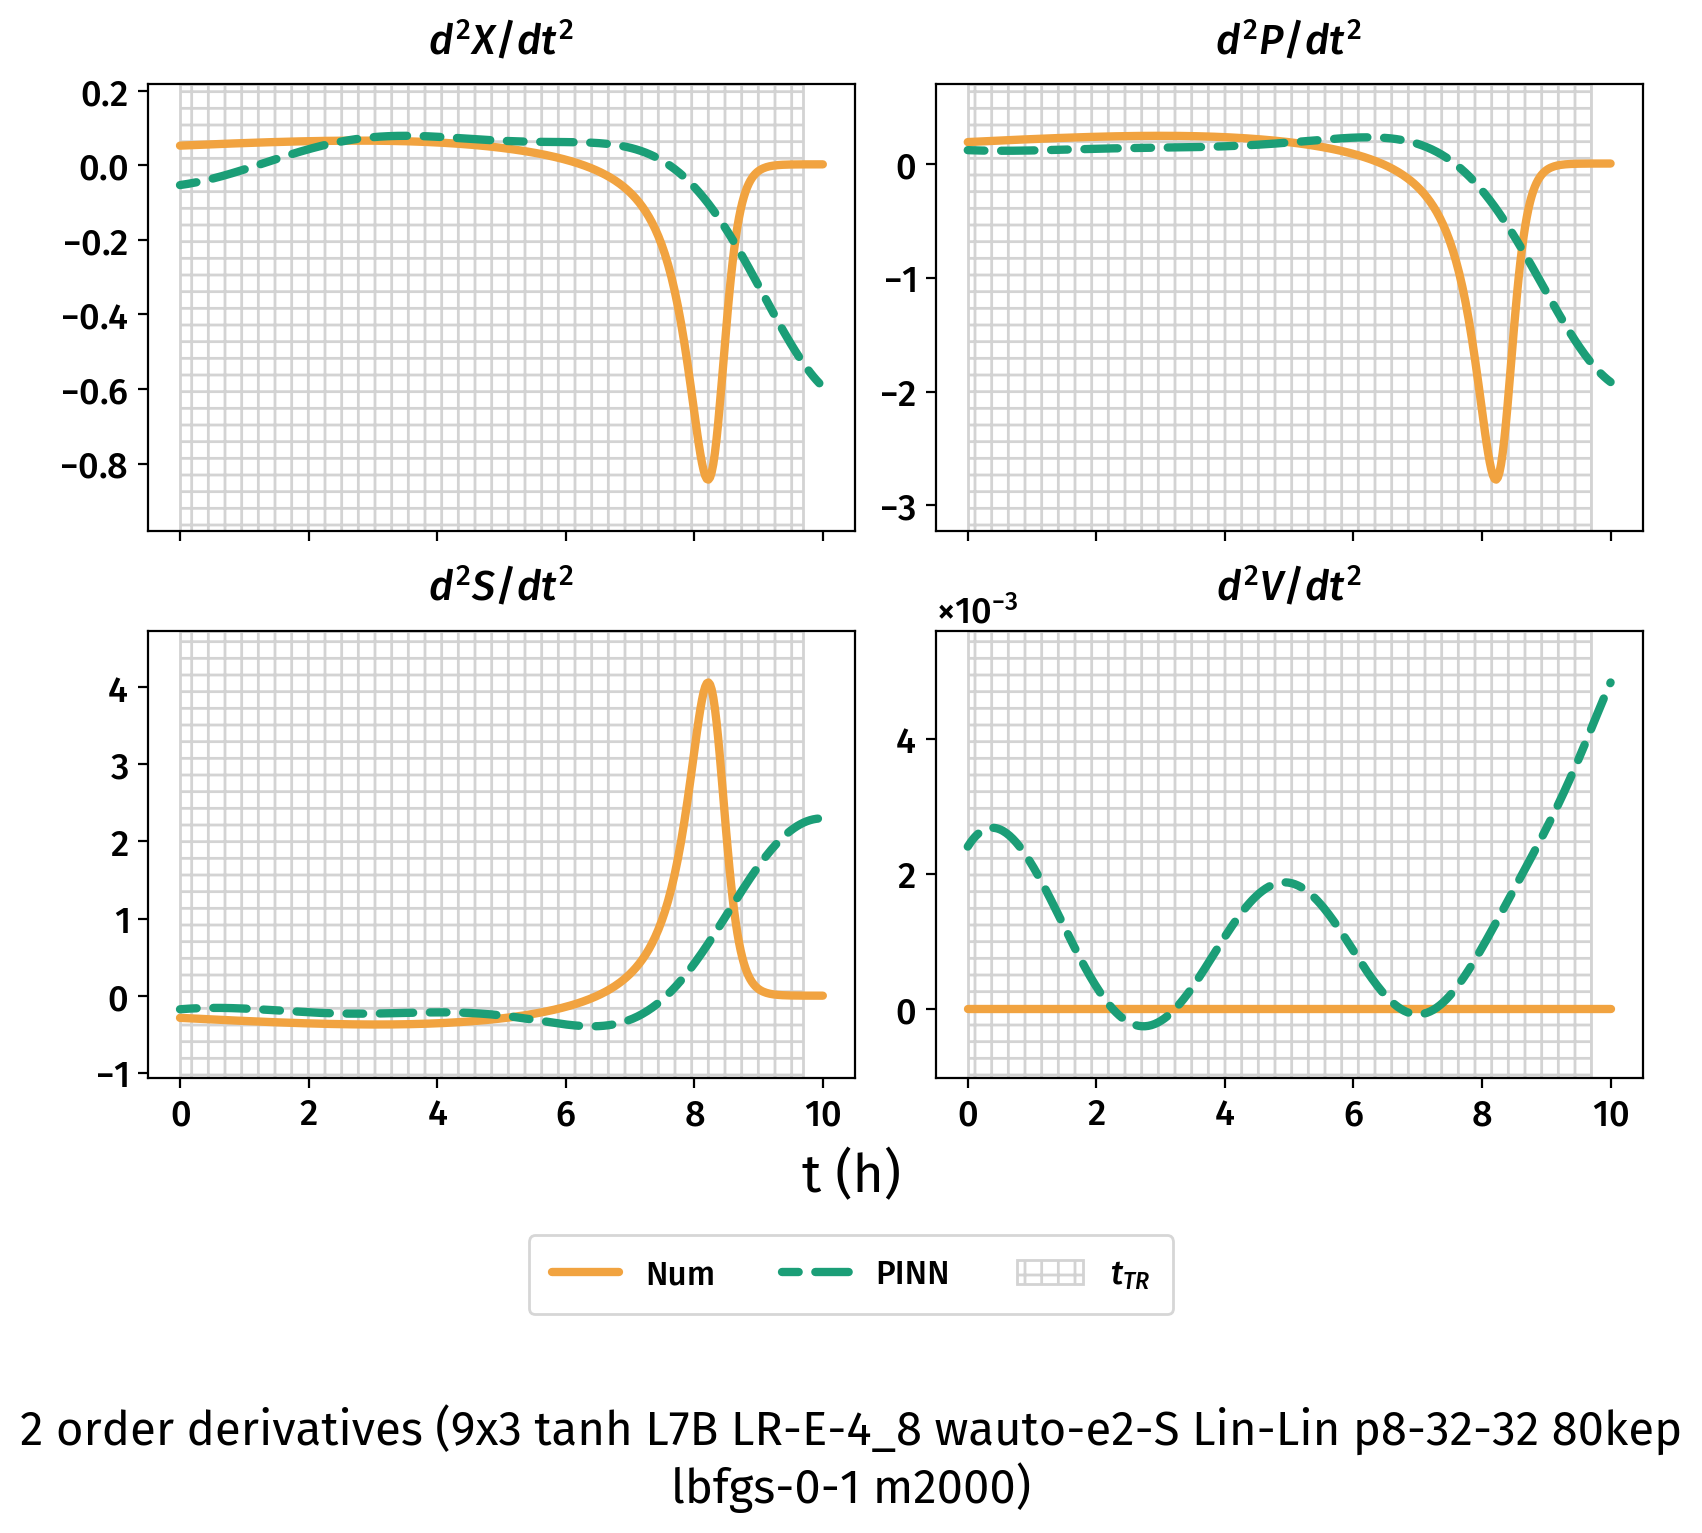 d²X/dt²
d²P/dt²
0.2
0.0
−0.2
−0.4
−0.6
−0.8
0
−1
−2
−3
d²S/dt²
d²V/dt²
×10⁻³
4
3
2
1
0
−1
4
2
0
0 2 4 6 8 10
0 2 4 6 8 10
t (h)
Num PINN t_TR
2 order derivatives (9x3 tanh L7B LR-E-4_8 wauto-e2-S Lin-Lin p8-32-32 80kep
lbfgs-0-1 m2000)